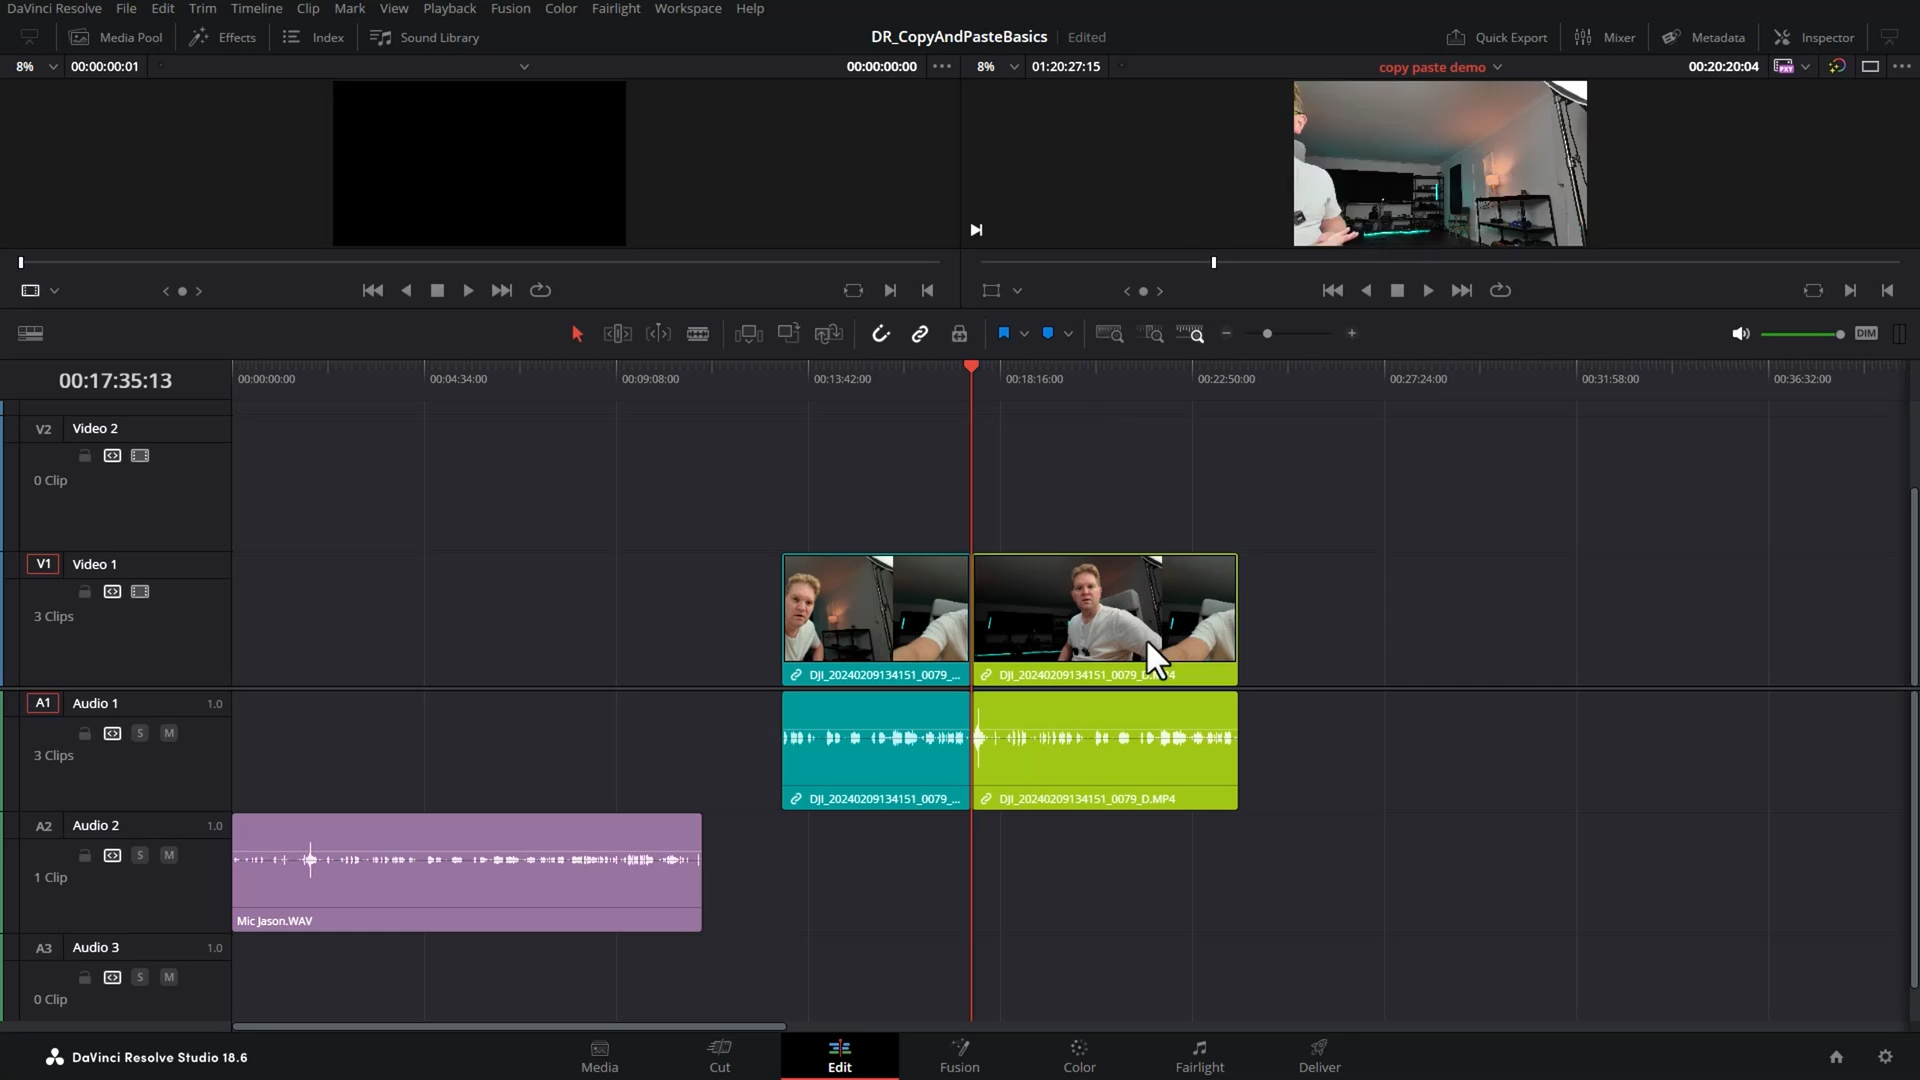 DaVinci Resolve File Edit Trim Timeline Clip Mark View Playback Fusion Color Fairlight Workspace Help
Media Pool Effects Index Sound Library DR_CopyAndPasteBasics Edited Quick Export Mixer Metadata Inspector
8% 00:00:00:01 00:00:00:00 8% 01:20:27:15 copy paste demo 00:20:20:04 PXY
DIM
00:17:35:13 00:00:00:00 00:04:34:00 00:09:08:00 00:13:42:00 00:18:16:00 00:22:50:00 00:27:24:00 00:31:58:00 00:36:32:00
V2 Video 2
0 Clip
V1 Video 1
3 Clips
DJI_20240209134151_0079_... DJI_20240209134151_0079_D.MP4
A1 Audio 1 1.0
S M
3 Clips
DJI_20240209134151_0079_... DJI_20240209134151_0079_D.MP4
A2 Audio 2 1.0
S M
1 Clip
Mic Jason.WAV
A3 Audio 3 1.0
S M
0 Clip
DaVinci Resolve Studio 18.6 Media Cut Edit Fusion Color Fairlight Deliver